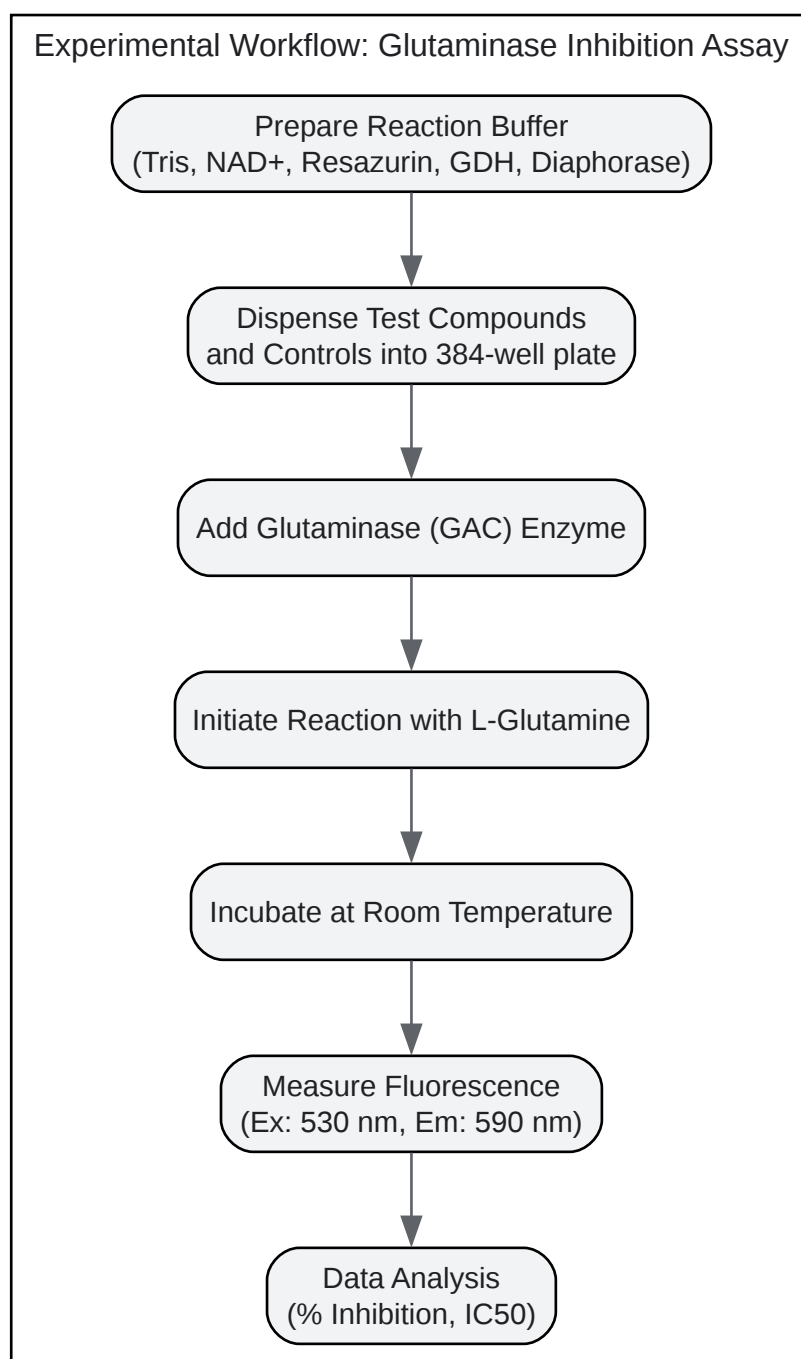 Experimental Workflow: Glutaminase Inhibition Assay
Prepare Reaction Buffer
(Tris, NAD+, Resazurin, GDH, Diaphorase)
Dispense Test Compounds
and Controls into 384-well plate
Add Glutaminase (GAC) Enzyme
Initiate Reaction with L-Glutamine
Incubate at Room Temperature
Measure Fluorescence
(Ex: 530 nm, Em: 590 nm)
Data Analysis
(% Inhibition, IC50)